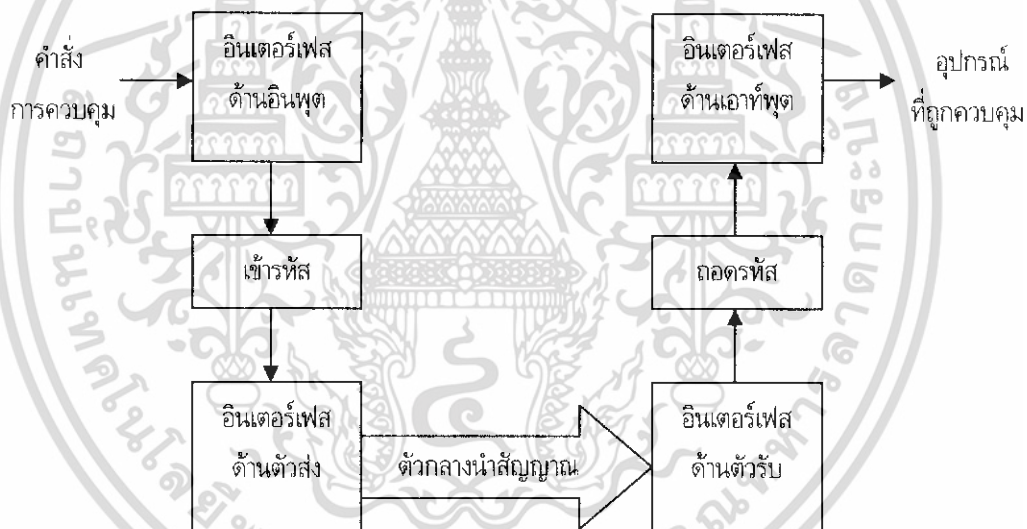 คำสั่ง
การควบคุม
อินเตอร์เฟส
ด้านอินพุต
อินเตอร์เฟส
ด้านเอาท์พุต
อุปกรณ์
ที่ถูกควบคุม
เข้ารหัส
ถอดรหัส
อินเตอร์เฟส
ด้านตัวส่ง
ตัวกลางนำสัญญาณ
อินเตอร์เฟส
ด้านตัวรับ